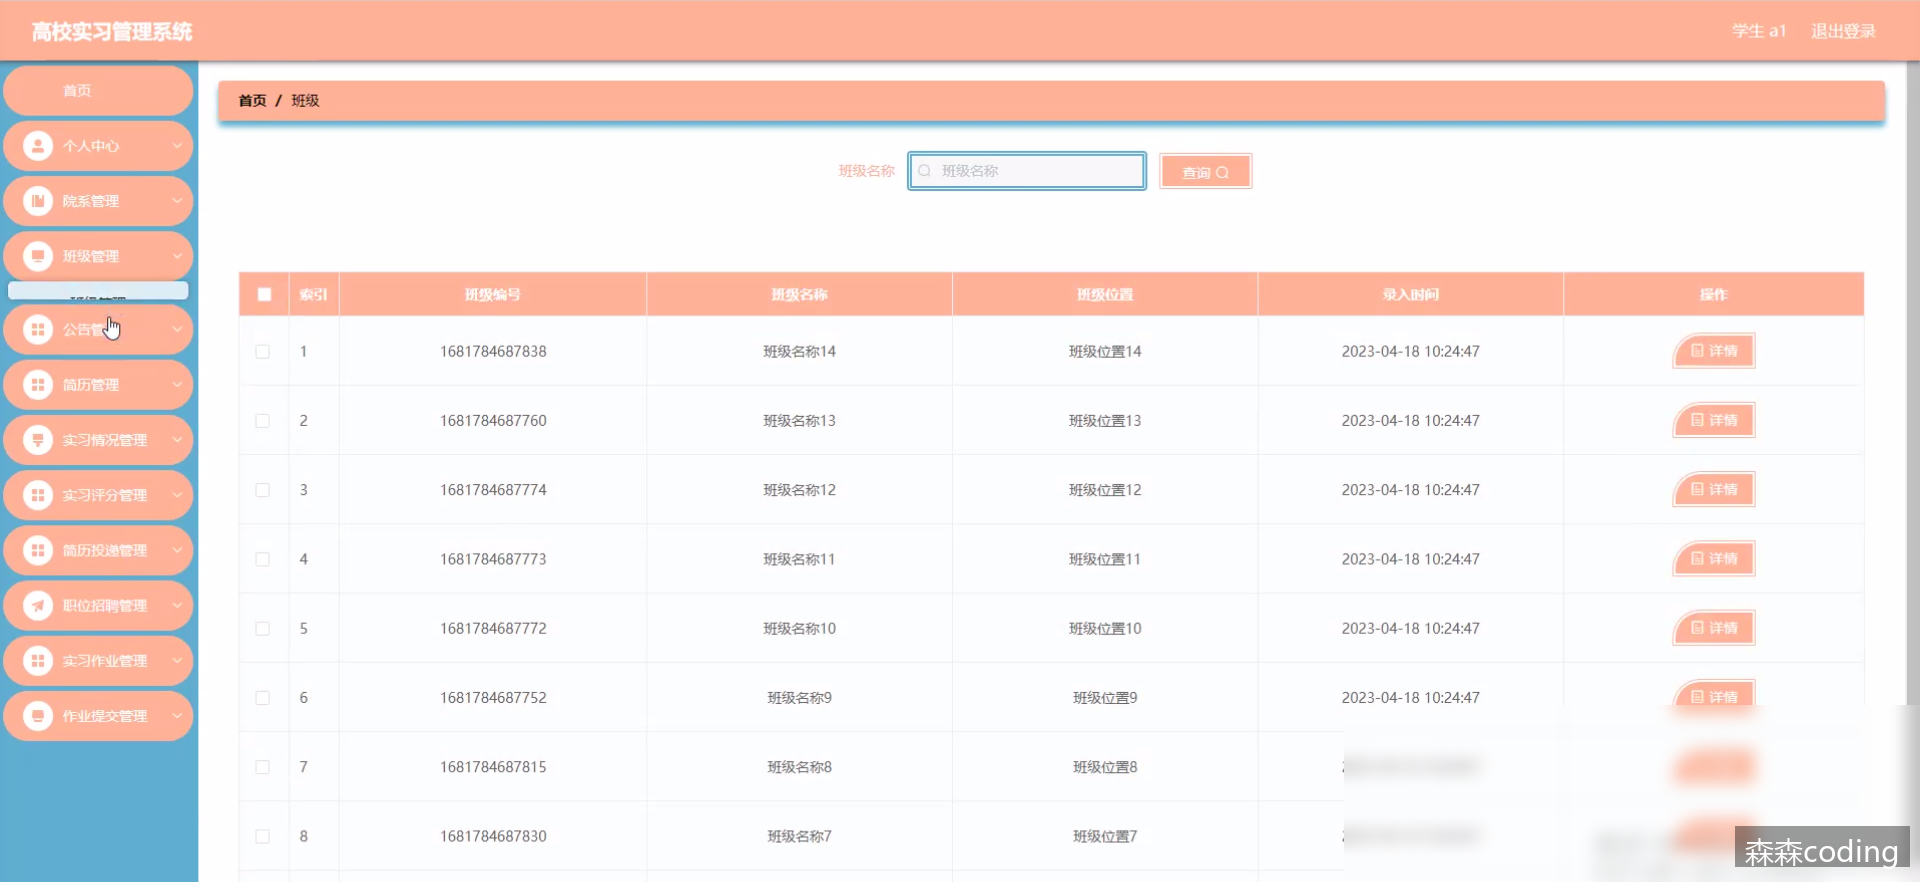 高校实习管理系统
学生 a1 退出登录
首页
个人中心
院系管理
班级管理
班级管理
公告管
简历管理
实习情况管理
实习评分管理
简历投递管理
职位招聘管理
实习作业管理
作业提交管理
首页 / 班级
班级名称 班级名称 查询
索引 班级编号 班级名称 班级位置 录入时间 操作
1 1681784687838 班级名称14 班级位置14 2023-04-18 10:24:47 详情
2 1681784687760 班级名称13 班级位置13 2023-04-18 10:24:47 详情
3 1681784687774 班级名称12 班级位置12 2023-04-18 10:24:47 详情
4 1681784687773 班级名称11 班级位置11 2023-04-18 10:24:47 详情
5 1681784687772 班级名称10 班级位置10 2023-04-18 10:24:47 详情
6 1681784687752 班级名称9 班级位置9 2023-04-18 10:24:47 详情
7 1681784687815 班级名称8 班级位置8
8 1681784687830 班级名称7 班级位置7
森森coding